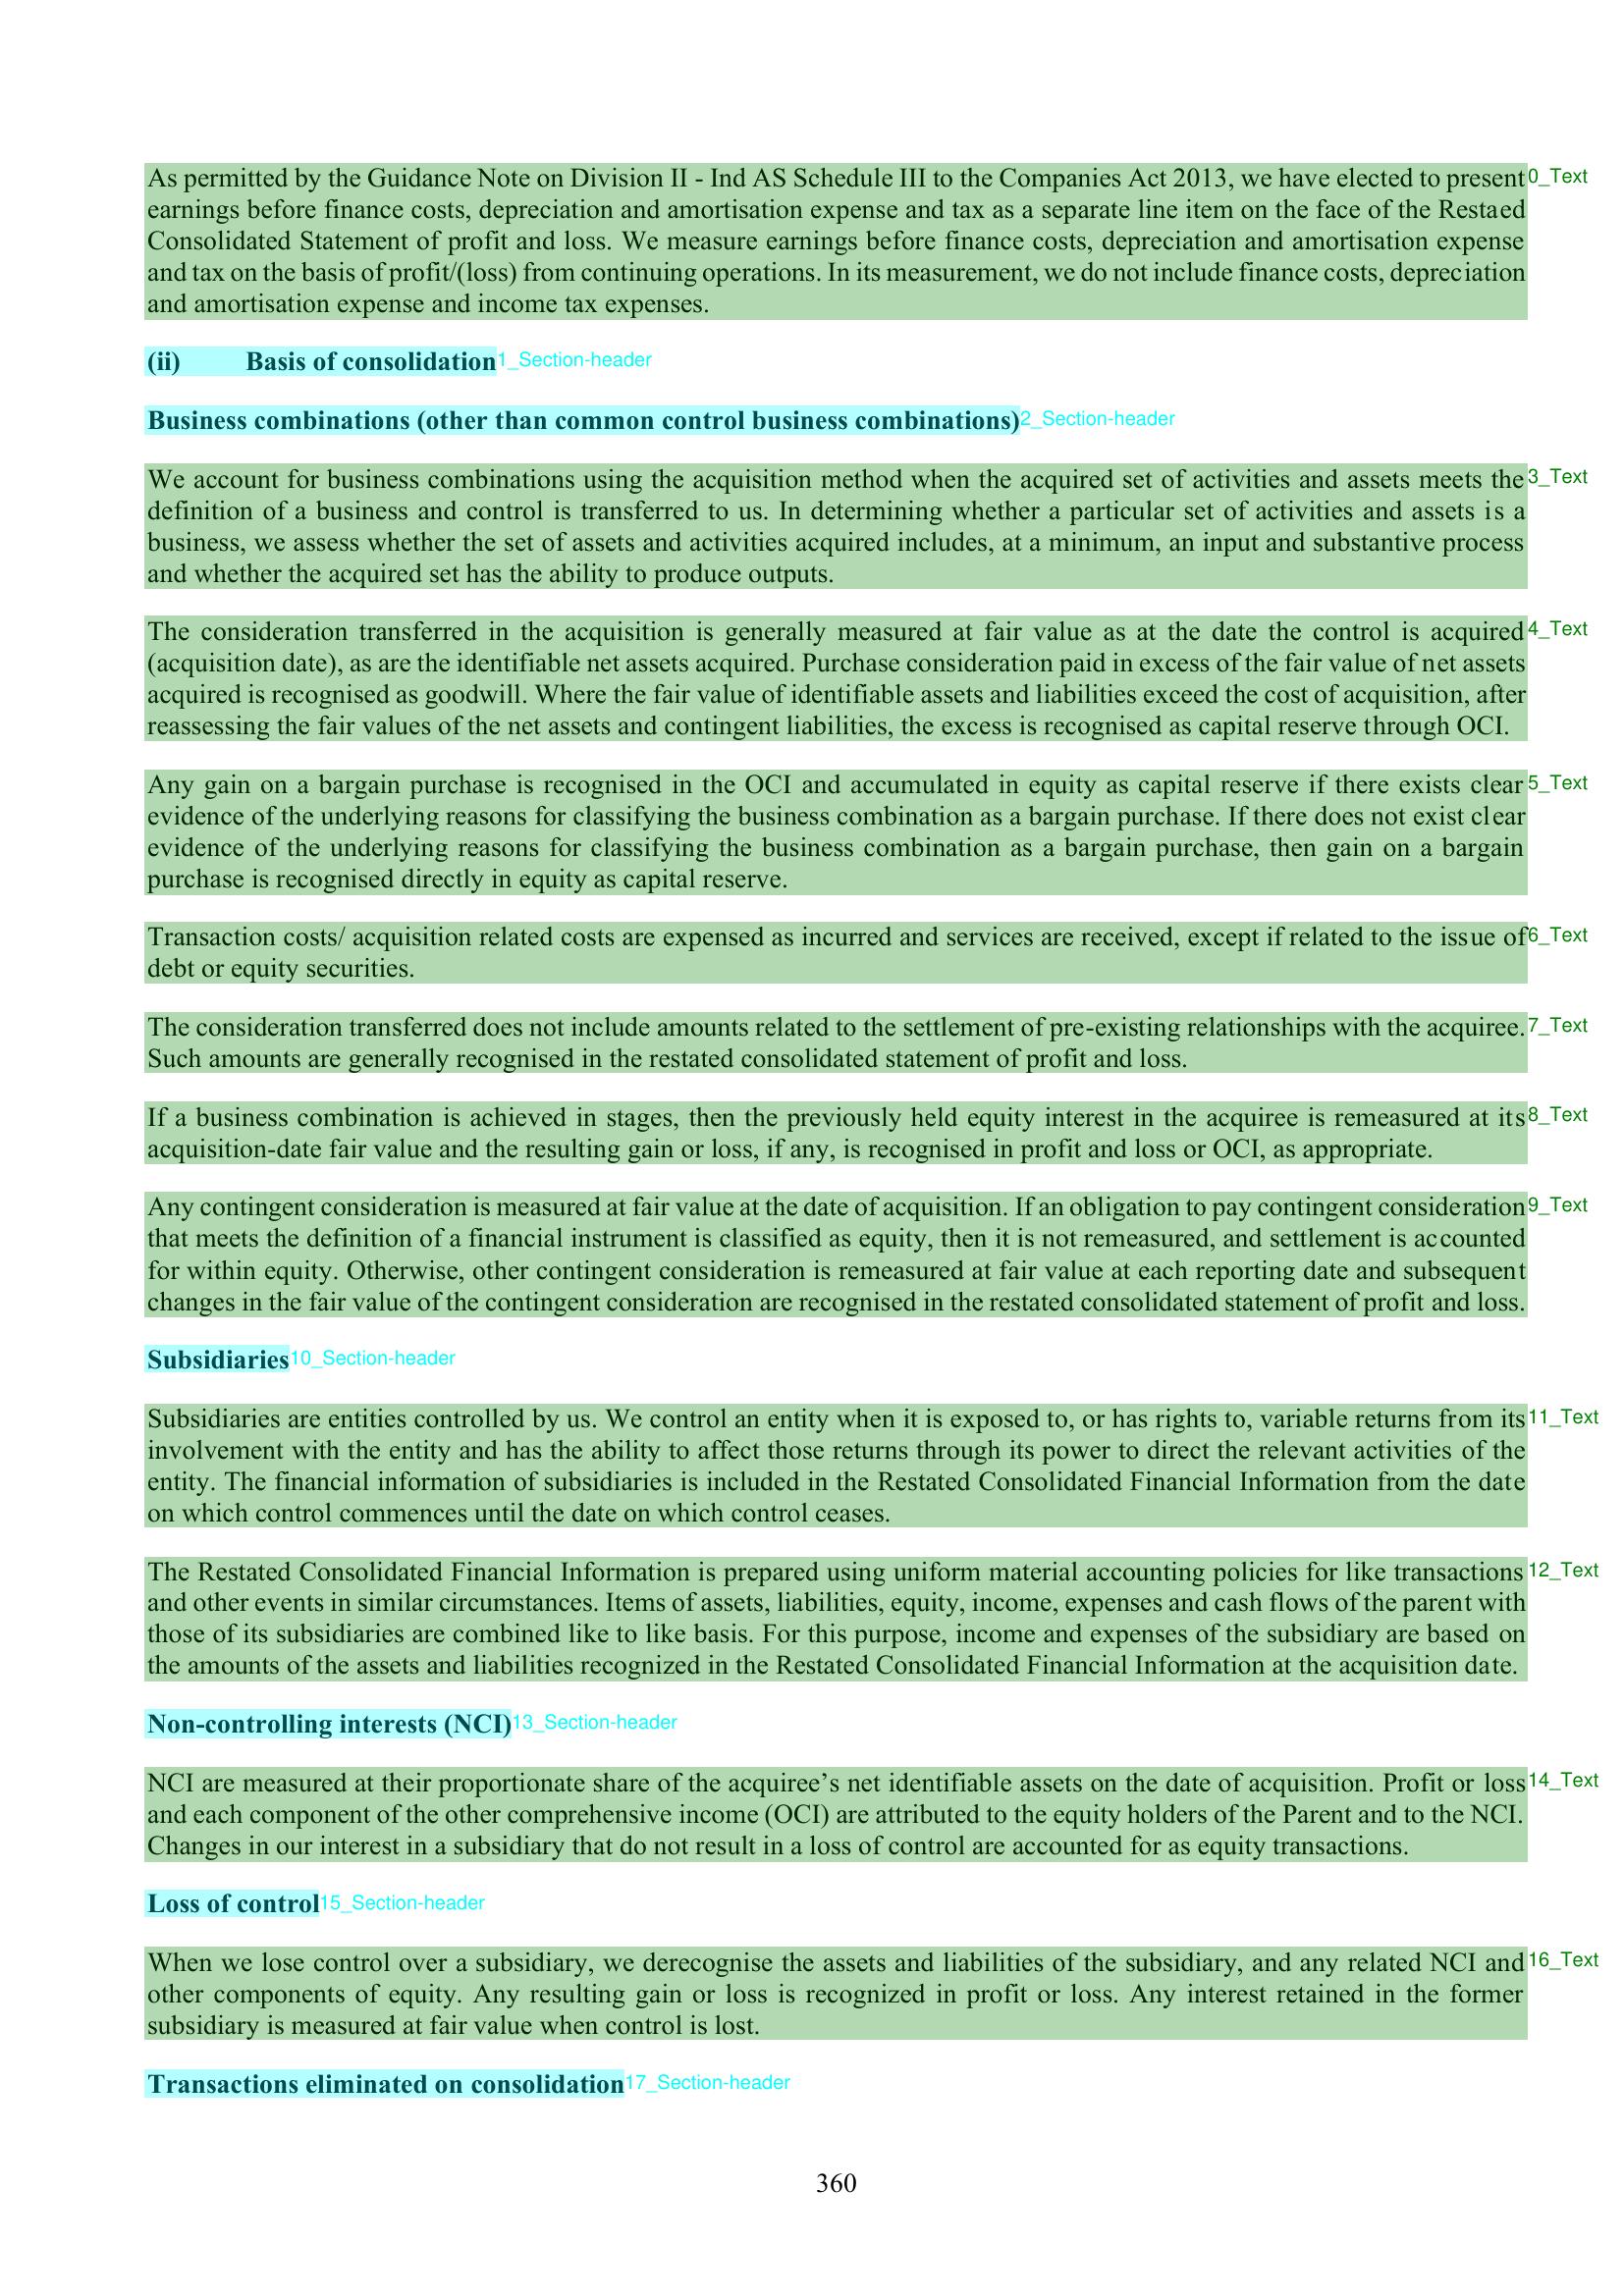 As permitted by the Guidance Note on Division II - Ind AS Schedule III to the Companies Act 2013, we have elected to present 0_Text
earnings before finance costs, depreciation and amortisation expense and tax as a separate line item on the face of the Restaed
Consolidated Statement of profit and loss. We measure earnings before finance costs, depreciation and amortisation expense
and tax on the basis of profit/(loss) from continuing operations. In its measurement, we do not include finance costs, depreciation
and amortisation expense and income tax expenses.
(ii) Basis of consolidation 1_Section-header
Business combinations (other than common control business combinations) 2_Section-header
We account for business combinations using the acquisition method when the acquired set of activities and assets meets the 3_Text
definition of a business and control is transferred to us. In determining whether a particular set of activities and assets is a
business, we assess whether the set of assets and activities acquired includes, at a minimum, an input and substantive process
and whether the acquired set has the ability to produce outputs.
The consideration transferred in the acquisition is generally measured at fair value as at the date the control is acquired 4_Text
(acquisition date), as are the identifiable net assets acquired. Purchase consideration paid in excess of the fair value of net assets
acquired is recognised as goodwill. Where the fair value of identifiable assets and liabilities exceed the cost of acquisition, after
reassessing the fair values of the net assets and contingent liabilities, the excess is recognised as capital reserve through OCI.
Any gain on a bargain purchase is recognised in the OCI and accumulated in equity as capital reserve if there exists clear 5_Text
evidence of the underlying reasons for classifying the business combination as a bargain purchase. If there does not exist clear
evidence of the underlying reasons for classifying the business combination as a bargain purchase, then gain on a bargain
purchase is recognised directly in equity as capital reserve.
Transaction costs/ acquisition related costs are expensed as incurred and services are received, except if related to the issue of 6_Text
debt or equity securities.
The consideration transferred does not include amounts related to the settlement of pre-existing relationships with the acquiree. 7_Text
Such amounts are generally recognised in the restated consolidated statement of profit and loss.
If a business combination is achieved in stages, then the previously held equity interest in the acquiree is remeasured at its 8_Text
acquisition-date fair value and the resulting gain or loss, if any, is recognised in profit and loss or OCI, as appropriate.
Any contingent consideration is measured at fair value at the date of acquisition. If an obligation to pay contingent consideration 9_Text
that meets the definition of a financial instrument is classified as equity, then it is not remeasured, and settlement is accounted
for within equity. Otherwise, other contingent consideration is remeasured at fair value at each reporting date and subsequent
changes in the fair value of the contingent consideration are recognised in the restated consolidated statement of profit and loss.
Subsidiaries 10_Section-header
Subsidiaries are entities controlled by us. We control an entity when it is exposed to, or has rights to, variable returns from its 11_Text
involvement with the entity and has the ability to affect those returns through its power to direct the relevant activities of the
entity. The financial information of subsidiaries is included in the Restated Consolidated Financial Information from the date
on which control commences until the date on which control ceases.
The Restated Consolidated Financial Information is prepared using uniform material accounting policies for like transactions 12_Text
and other events in similar circumstances. Items of assets, liabilities, equity, income, expenses and cash flows of the parent with
those of its subsidiaries are combined like to like basis. For this purpose, income and expenses of the subsidiary are based on
the amounts of the assets and liabilities recognized in the Restated Consolidated Financial Information at the acquisition date.
Non-controlling interests (NCI) 13_Section-header
NCI are measured at their proportionate share of the acquiree’s net identifiable assets on the date of acquisition. Profit or loss 14_Text
and each component of the other comprehensive income (OCI) are attributed to the equity holders of the Parent and to the NCI.
Changes in our interest in a subsidiary that do not result in a loss of control are accounted for as equity transactions.
Loss of control 15_Section-header
When we lose control over a subsidiary, we derecognise the assets and liabilities of the subsidiary, and any related NCI and 16_Text
other components of equity. Any resulting gain or loss is recognized in profit or loss. Any interest retained in the former
subsidiary is measured at fair value when control is lost.
Transactions eliminated on consolidation 17_Section-header
360